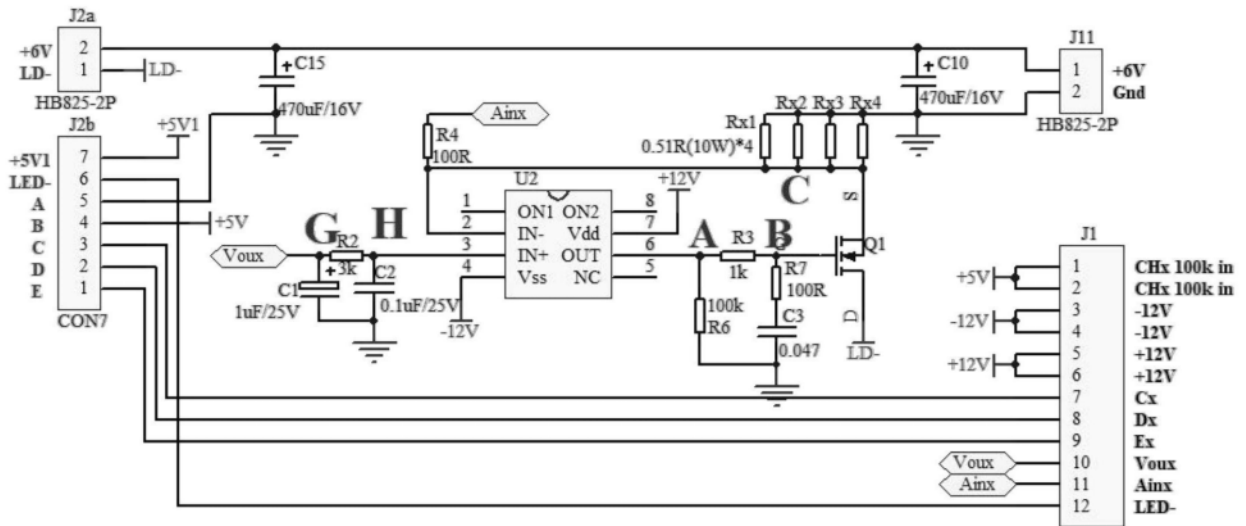 J2a
+6V 2
LD- 1 LD-
HB825-2P
+ C15
470uF/16V
+ C10
470uF/16V
J11
1 +6V
2 Gnd
HB825-2P
J2b
+5V1
+5V1 7
LED- 6
A 5
B 4 +5V
C 3
D 2
E 1
CON7
Ainx
R4
100R
Rx1 Rx2 Rx3 Rx4
0.51R(10W)*4
C
U2
+12V
1 ON1 ON2 8
2 IN- Vdd 7
3 IN+ OUT 6
4 Vss NC 5
-12V
Voux
G
R2
3k
H
+
C1
1uF/25V
C2
0.1uF/25V
A
R3
1k
B
G
R7
100R
100k
R6
C3
0.047
S
Q1
D
LD-
J1
+5V 1 CHx 100k in
2 CHx 100k in
-12V 3 -12V
4 -12V
+12V 5 +12V
6 +12V
7 Cx
8 Dx
9 Ex
Voux 10 Voux
Ainx 11 Ainx
12 LED-